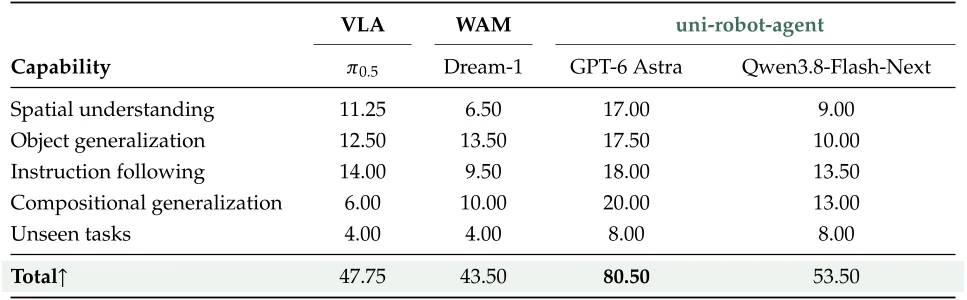 VLA WAM uni-robot-agent
Capability π0.5 Dream-1 GPT-6 Astra Qwen3.8-Flash-Next
Spatial understanding 11.25 6.50 17.00 9.00
Object generalization 12.50 13.50 17.50 10.00
Instruction following 14.00 9.50 18.00 13.50
Compositional generalization 6.00 10.00 20.00 13.00
Unseen tasks 4.00 4.00 8.00 8.00
Total↑ 47.75 43.50 80.50 53.50